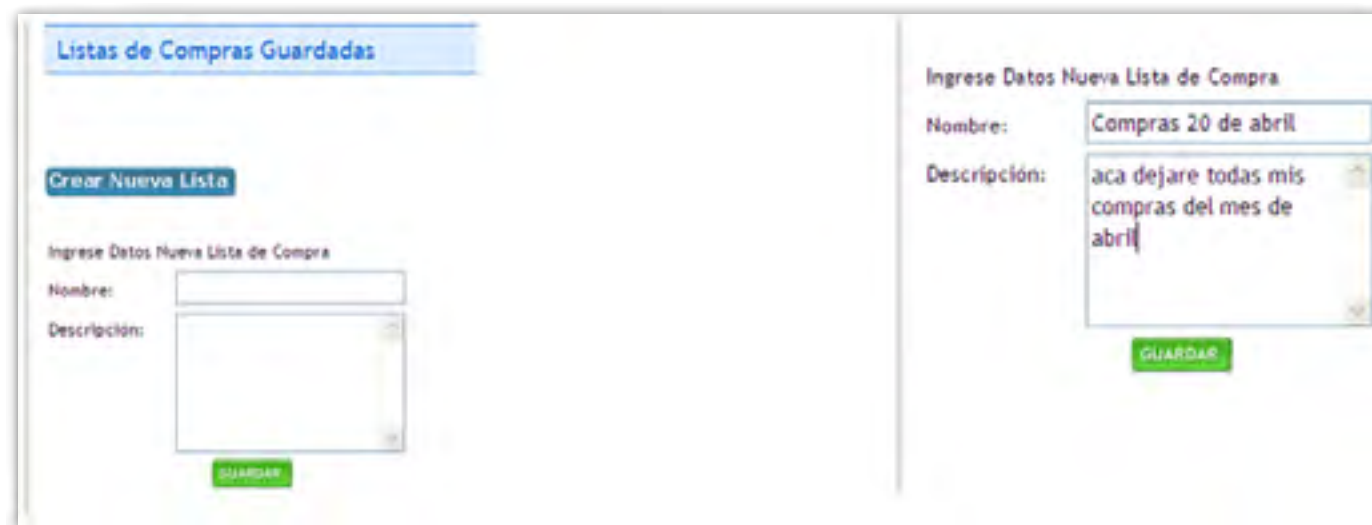 Listas de Compras Guardadas
Crear Nueva Lista
Ingrese Datos Nueva Lista de Compra
Nombre:
Descripción:
GUARDAR
Ingrese Datos Nueva Lista de Compra
Nombre:
Compras 20 de abril
Descripción:
aca dejare todas mis
compras del mes de
abril
GUARDAR